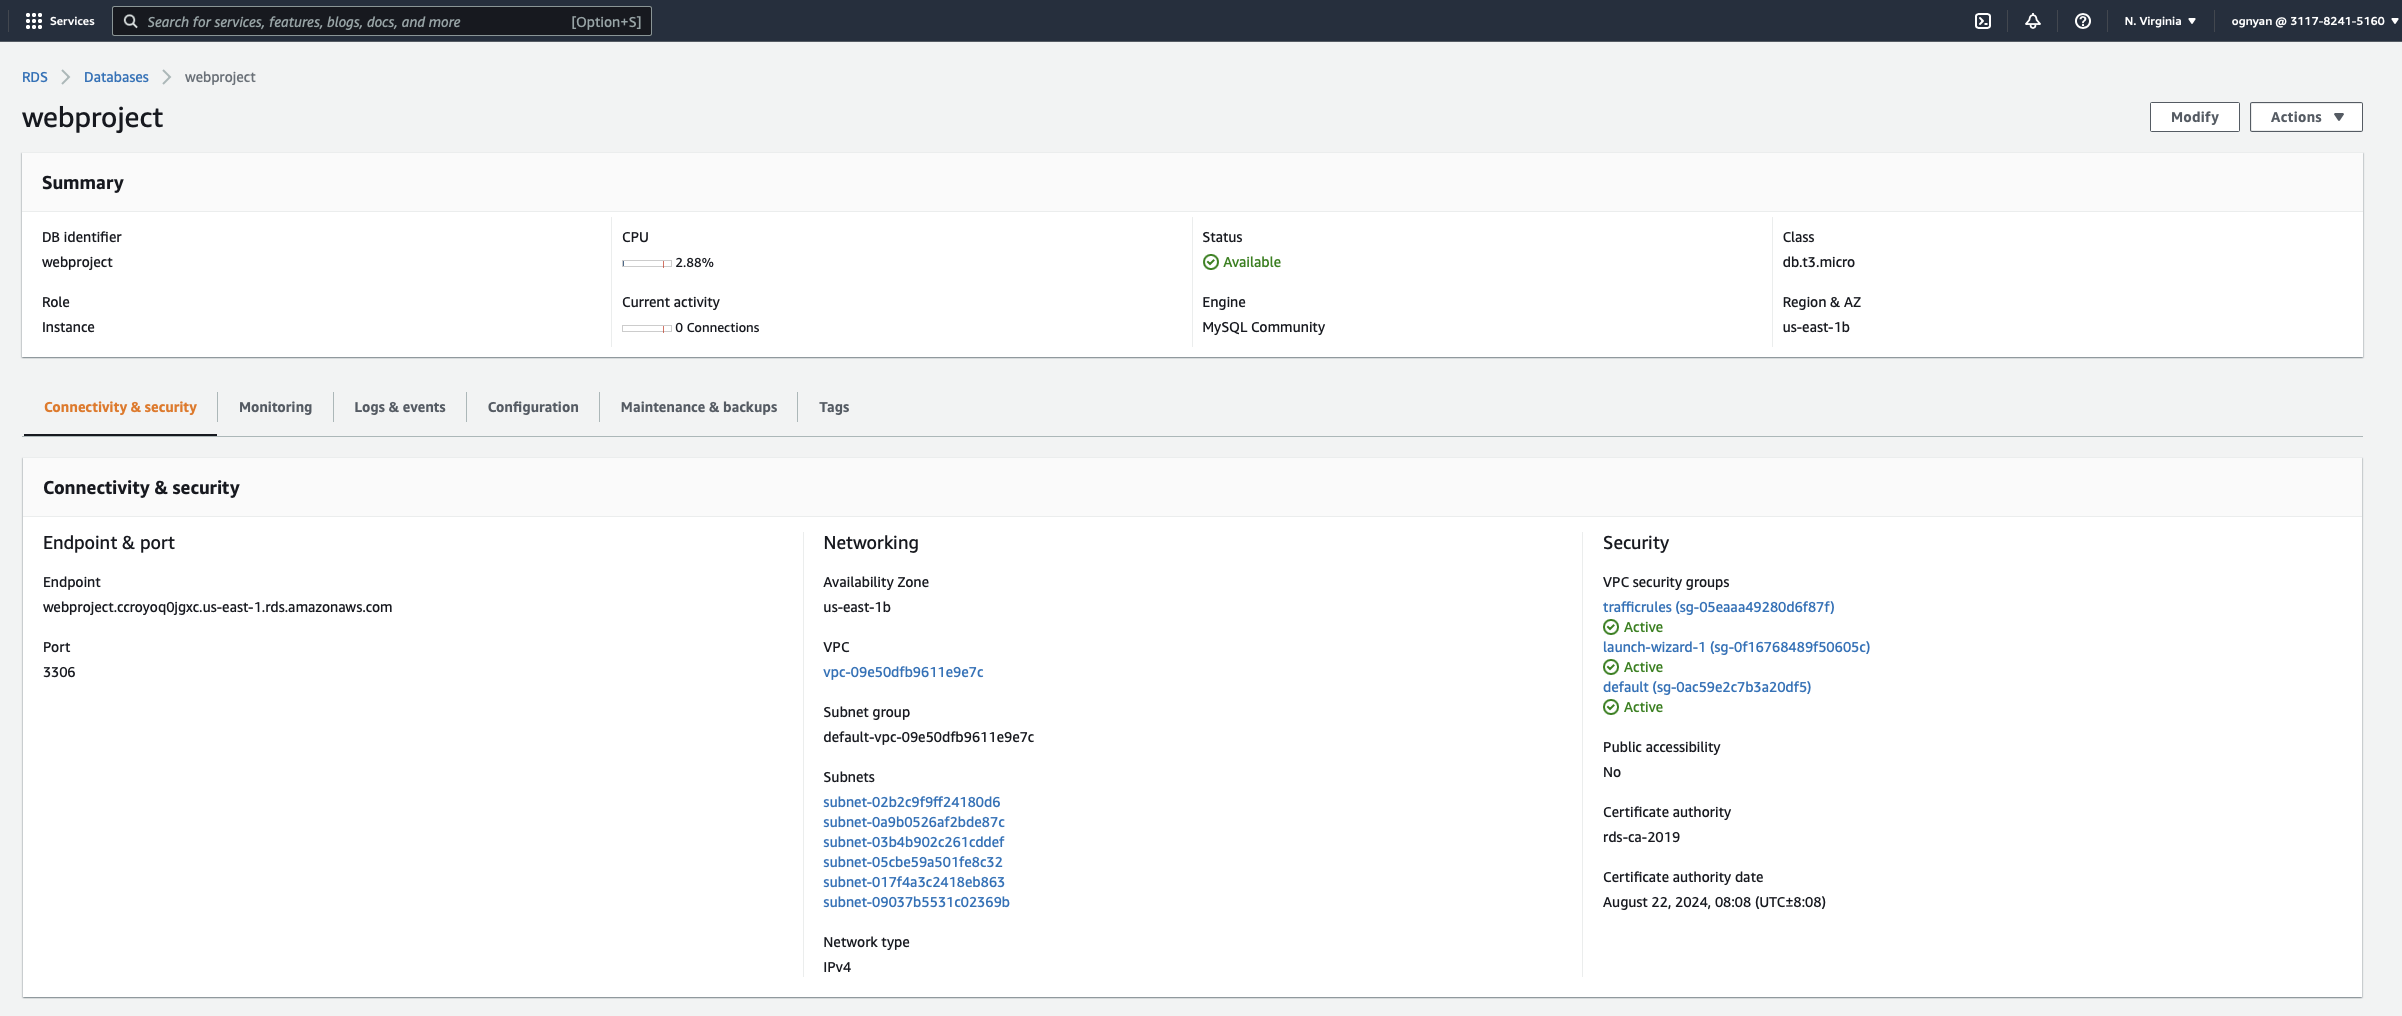 Services
Search for services, features, blogs, docs, and more [Option+S]
N. Virginia
ognyan @ 3117-8241-5160
RDS Databases webproject
webproject
Modify
Actions
Summary
DB identifier
webproject
Role
Instance
CPU
2.88%
Current activity
0 Connections
Status
Available
Engine
MySQL Community
Class
db.t3.micro
Region & AZ
us-east-1b
Connectivity & security
Monitoring
Logs & events
Configuration
Maintenance & backups
Tags
Connectivity & security
Endpoint & port
Endpoint
webproject.ccroyoq0jgxc.us-east-1.rds.amazonaws.com
Port
3306
Networking
Availability Zone
us-east-1b
VPC
vpc-09e50dfb9611e9e7c
Subnet group
default-vpc-09e50dfb9611e9e7c
Subnets
subnet-02b2c9f9ff24180d6
subnet-0a9b0526af2bde87c
subnet-03b4b902c261cddef
subnet-05cbe59a501fe8c32
subnet-017f4a3c2418eb863
subnet-09037b5531c02369b
Network type
IPv4
Security
VPC security groups
trafficrules (sg-05eaaa49280d6f87f)
Active
launch-wizard-1 (sg-0f16768489f50605c)
Active
default (sg-0ac59e2c7b3a20df5)
Active
Public accessibility
No
Certificate authority
rds-ca-2019
Certificate authority date
August 22, 2024, 08:08 (UTC±8:08)